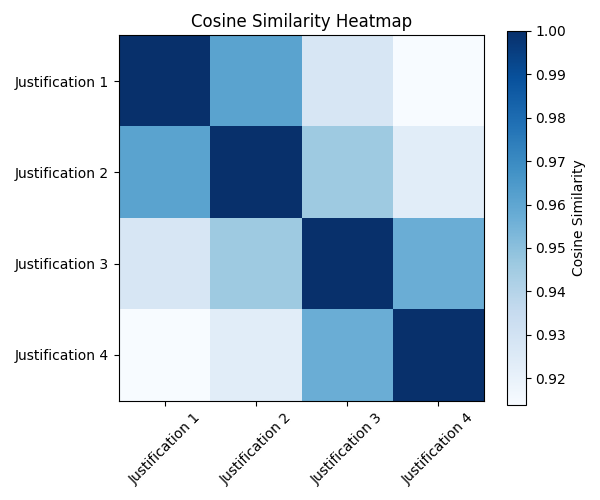 Cosine Similarity Heatmap
Justification 1
Justification 2
Justification 3
Justification 4
Justification 1
Justification 2
Justification 3
Justification 4
1.00
0.99
0.98
0.97
0.96
0.95
0.94
0.93
0.92
Cosine Similarity